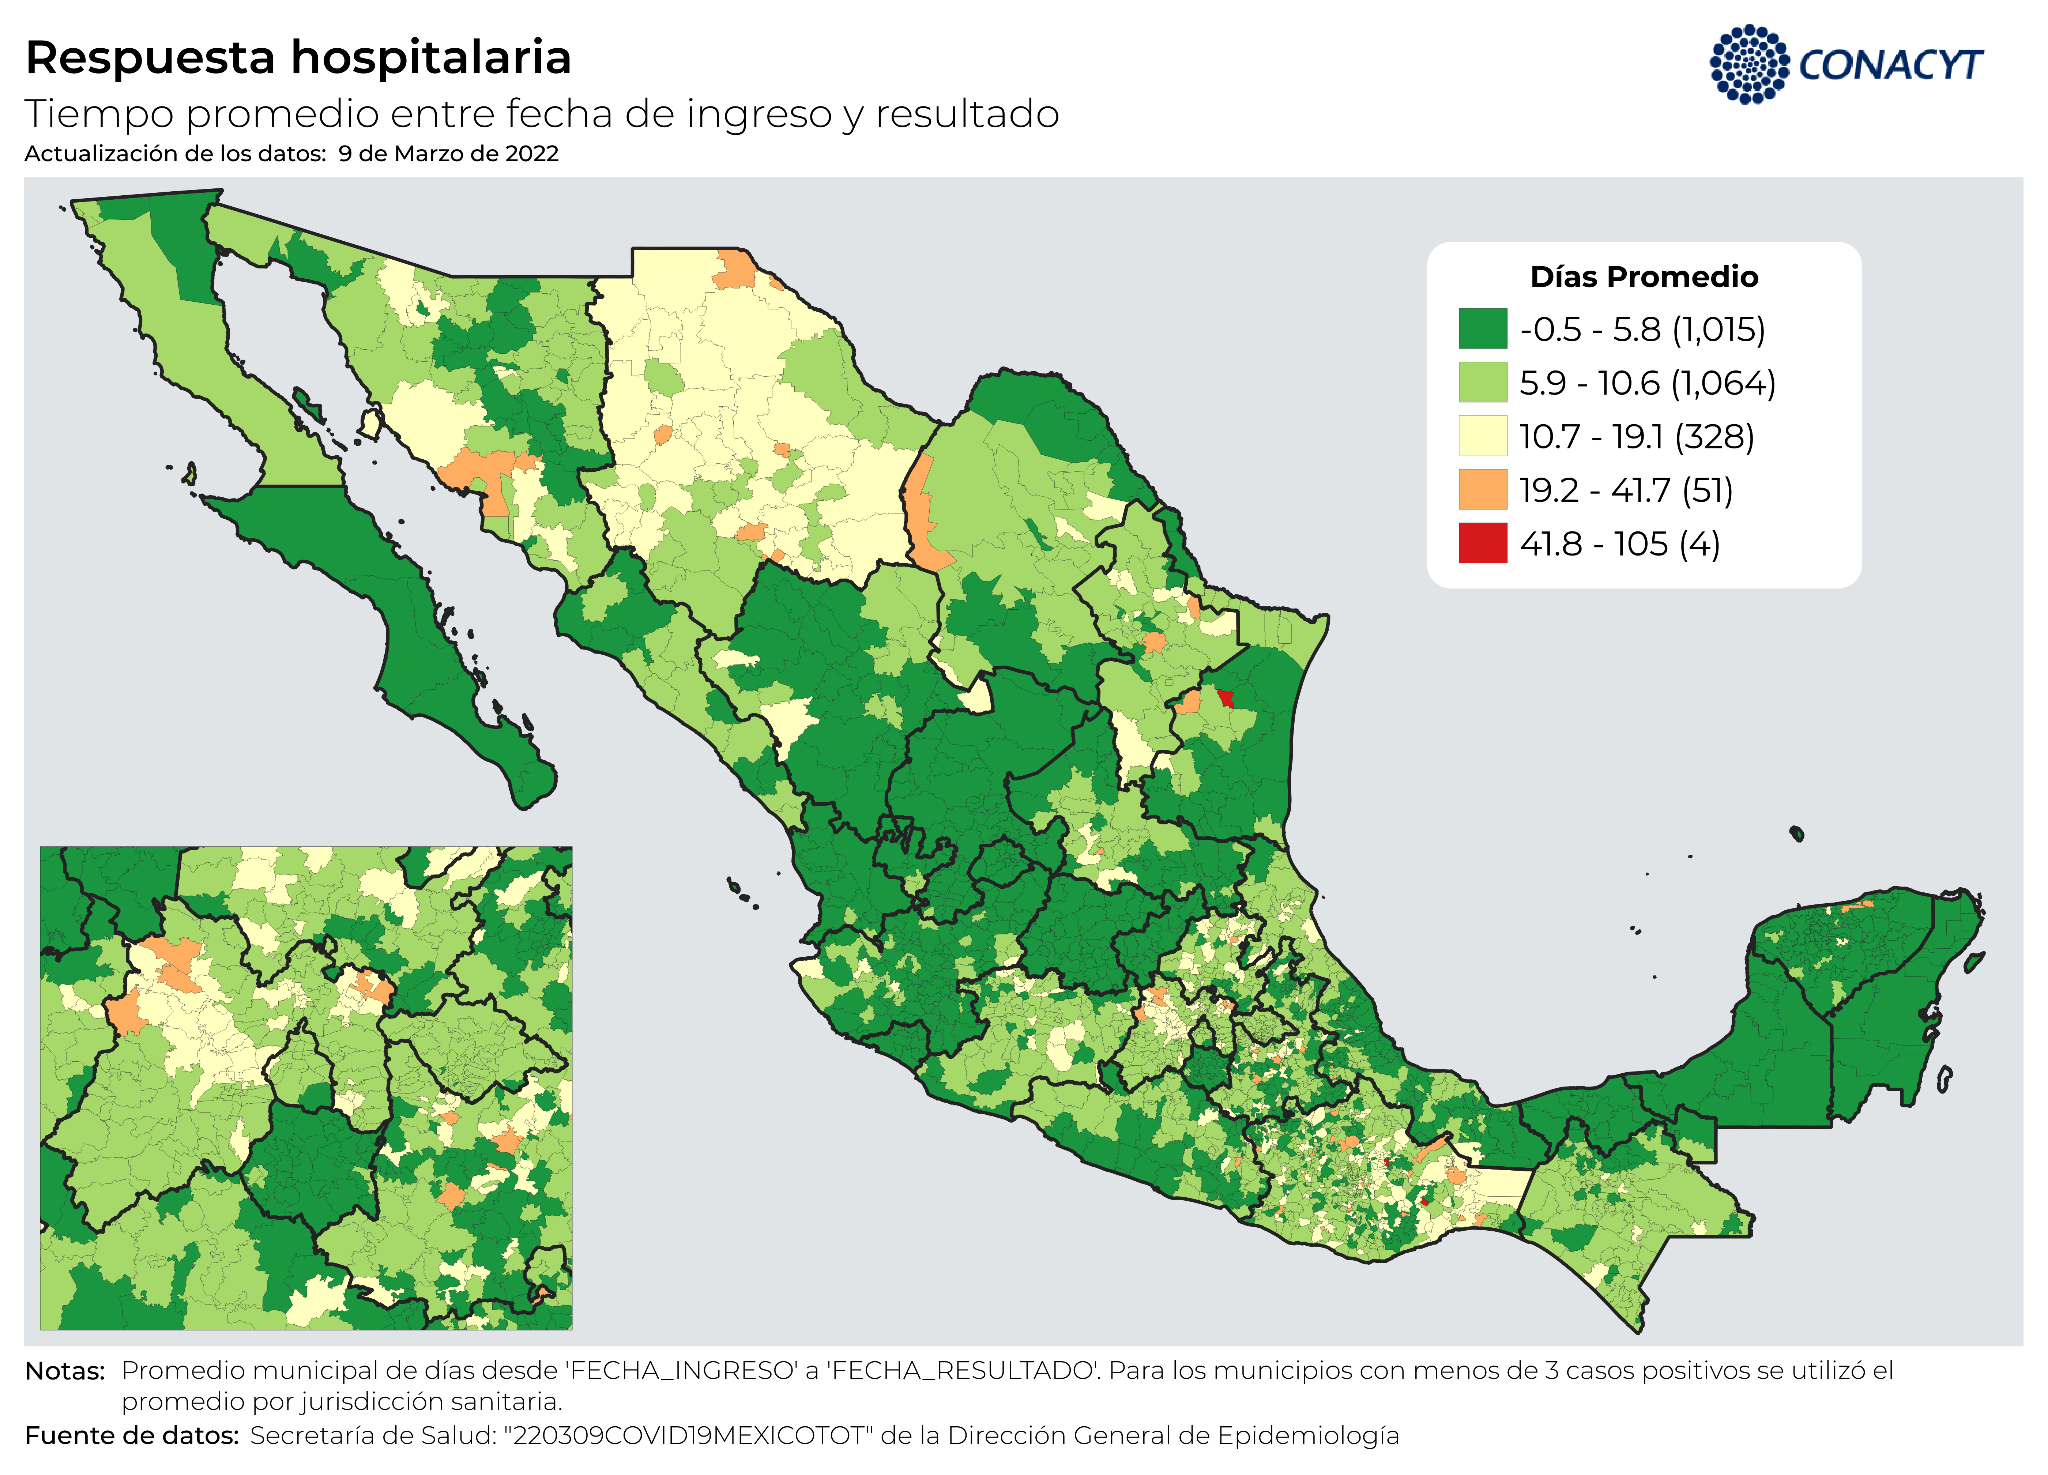 Respuesta hospitalaria
Tiempo promedio entre fecha de ingreso y resultado
Actualización de los datos: 9 de Marzo de 2022
CONACYT
Días Promedio
-0.5 - 5.8 (1,015)
5.9 - 10.6 (1,064)
10.7 - 19.1 (328)
19.2 - 41.7 (51)
41.8 - 105 (4)
Notas: Promedio municipal de días desde 'FECHA_INGRESO' a 'FECHA_RESULTADO'. Para los municipios con menos de 3 casos positivos se utilizó el
promedio por jurisdicción sanitaria.
Fuente de datos: Secretaría de Salud: "220309COVID19MEXICOTOT" de la Dirección General de Epidemiología